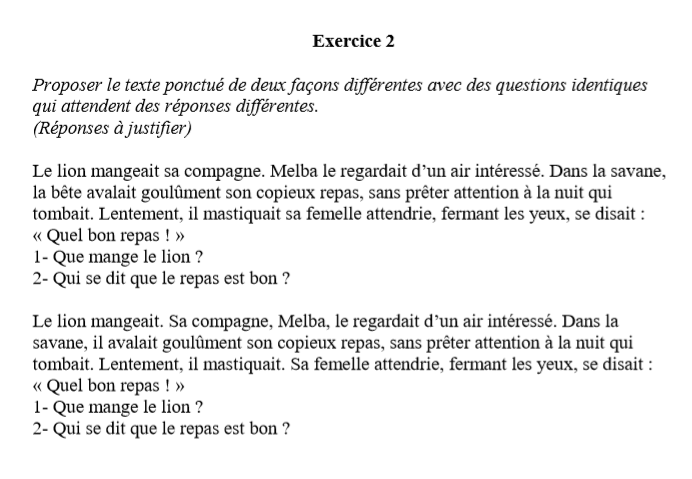 Exercice 2
Proposer le texte ponctué de deux façons différentes avec des questions identiques
qui attendent des réponses différentes.
(Réponses à justifier)
Le lion mangeait sa compagne. Melba le regardait d’un air intéressé. Dans la savane,
la bête avalait goulûment son copieux repas, sans prêter attention à la nuit qui
tombait. Lentement, il mastiquait sa femelle attendrie, fermant les yeux, se disait :
« Quel bon repas ! »
1- Que mange le lion ?
2- Qui se dit que le repas est bon ?
Le lion mangeait. Sa compagne, Melba, le regardait d’un air intéressé. Dans la
savane, il avalait goulûment son copieux repas, sans prêter attention à la nuit qui
tombait. Lentement, il mastiquait. Sa femelle attendrie, fermant les yeux, se disait :
« Quel bon repas ! »
1- Que mange le lion ?
2- Qui se dit que le repas est bon ?